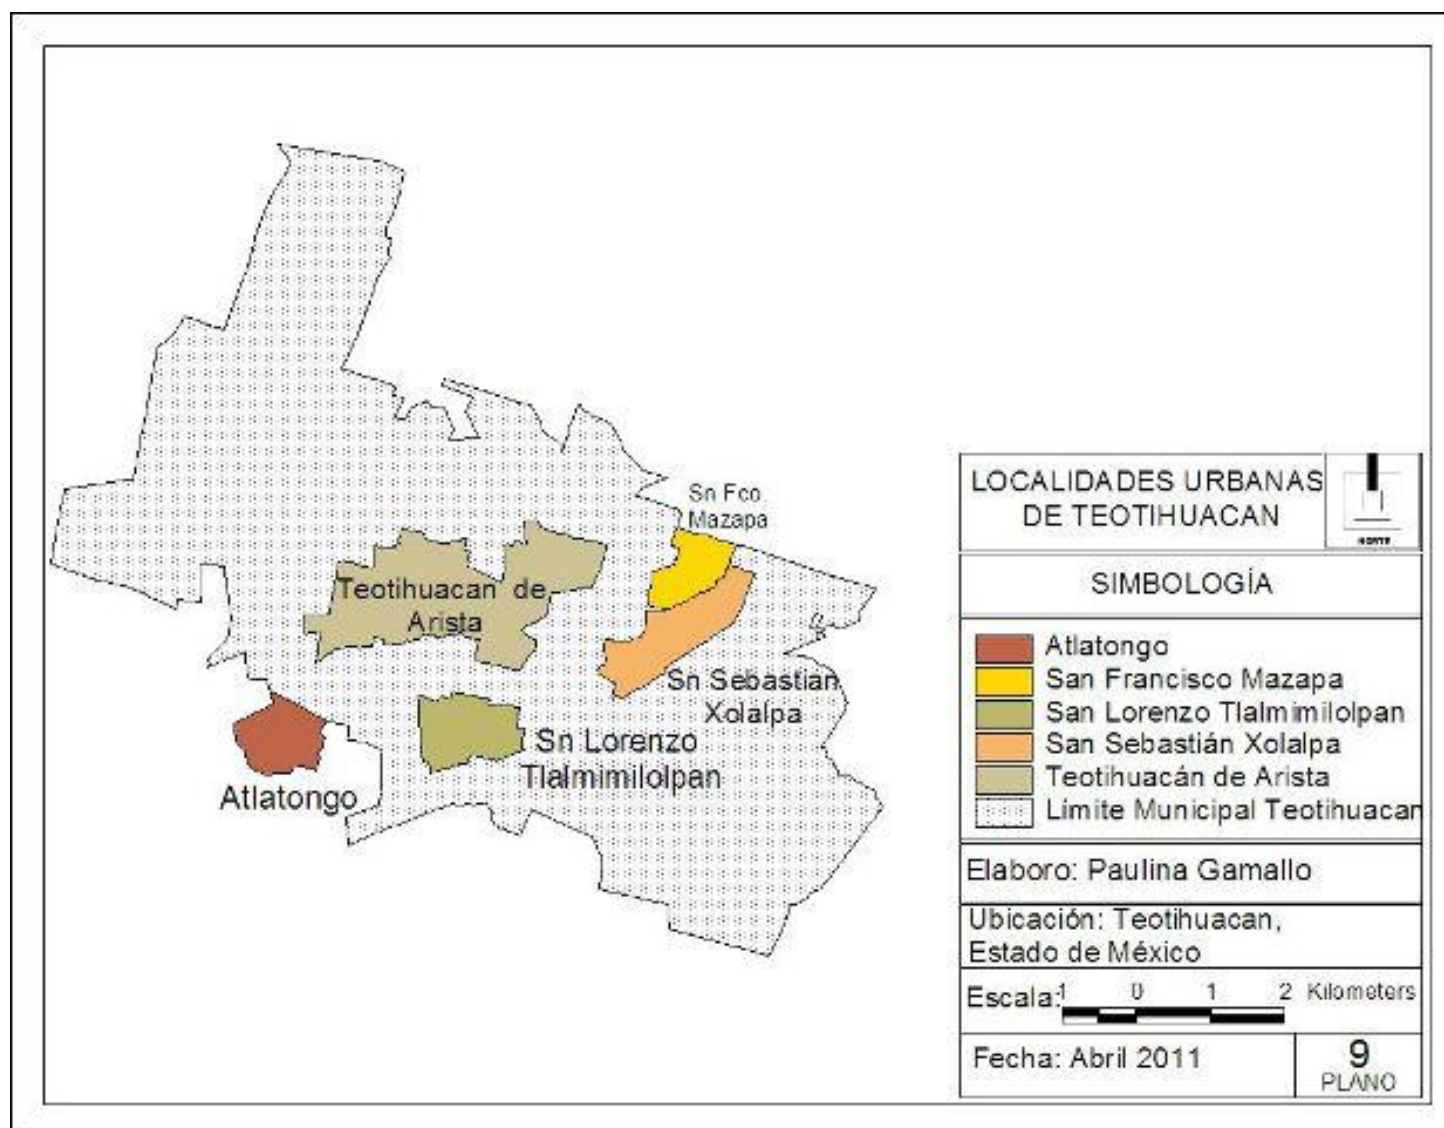 Sn Fco
Mazapa
Teotihuacan de
Arista
Sn Sebastian
Xolalpa
Sn Lorenzo
Tlalmimilolpan
Atlatongo
LOCALIDADES URBANAS
DE TEOTIHUACAN
NORTE
SIMBOLOGÍA
Atlatongo
San Francisco Mazapa
San Lorenzo Tlalmimilolpan
San Sebastián Xolalpa
Teotihuacán de Arista
Límite Municipal Teotihuacan
Elaboro: Paulina Gamallo
Ubicación: Teotihuacan,
Estado de México
Escala: 1 0 1 2 Kilometers
Fecha: Abril 2011
9
PLANO